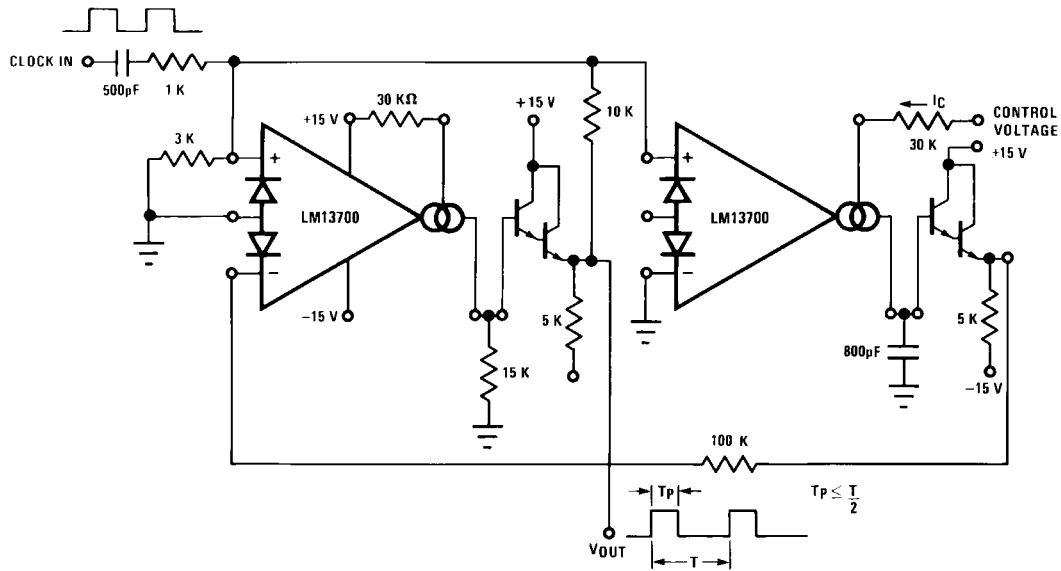 CLOCK IN
500pF
1 K
3 K
+15 V
30 KΩ
+
LM13700
−
−15 V
15 K
+15 V
5 K
10 K
+
LM13700
−
I_C
30 K
CONTROL
VOLTAGE
+15 V
800pF
5 K
−15 V
100 K
VOUT
Tp
T
Tp ≤ T/2